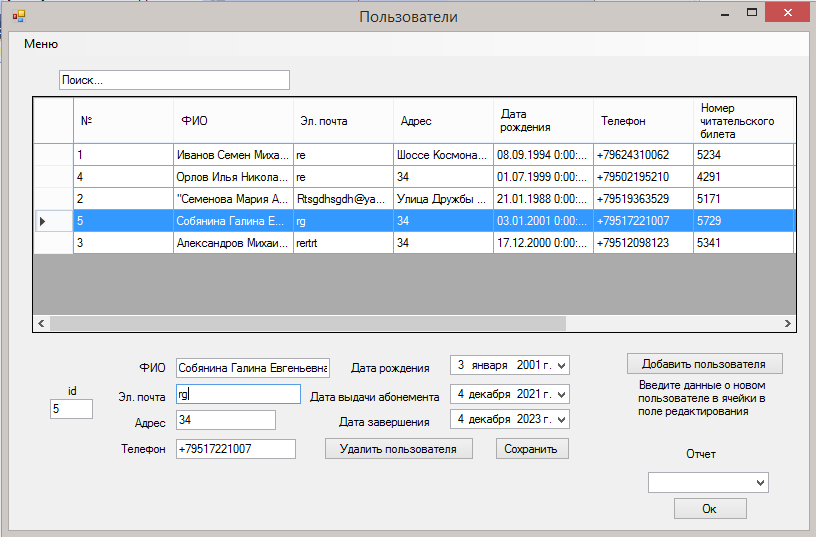 Пользователи
Меню
Поиск...
№ ФИО Эл. почта Адрес Дата рождения Телефон Номер читательского билета
1 Иванов Семен Миха... re Шоссе Космона... 08.09.1994 0:00:... +79624310062 5234
4 Орлов Илья Никола... re 34 01.07.1999 0:00:... +79502195210 4291
2 "Семенова Мария А... Rtsgdhsgdh@ya... Улица Дружбы ... 21.01.1988 0:00:... +79519363529 5171
5 Собянина Галина Е... rg 34 03.01.2001 0:00:... +79517221007 5729
3 Александров Михаи... rertrt 34 17.12.2000 0:00:... +79512098123 5341
id
5
ФИО Собянина Галина Евгеньевна
Эл. почта rg
Адрес 34
Телефон +79517221007
Дата рождения 3 января 2001 г.
Дата выдачи абонемента 4 декабря 2021 г.
Дата завершения 4 декабря 2023 г.
Удалить пользователя
Сохранить
Добавить пользователя
Введите данные о новом
пользователе в ячейки в
поле редактирования
Отчет
Ок